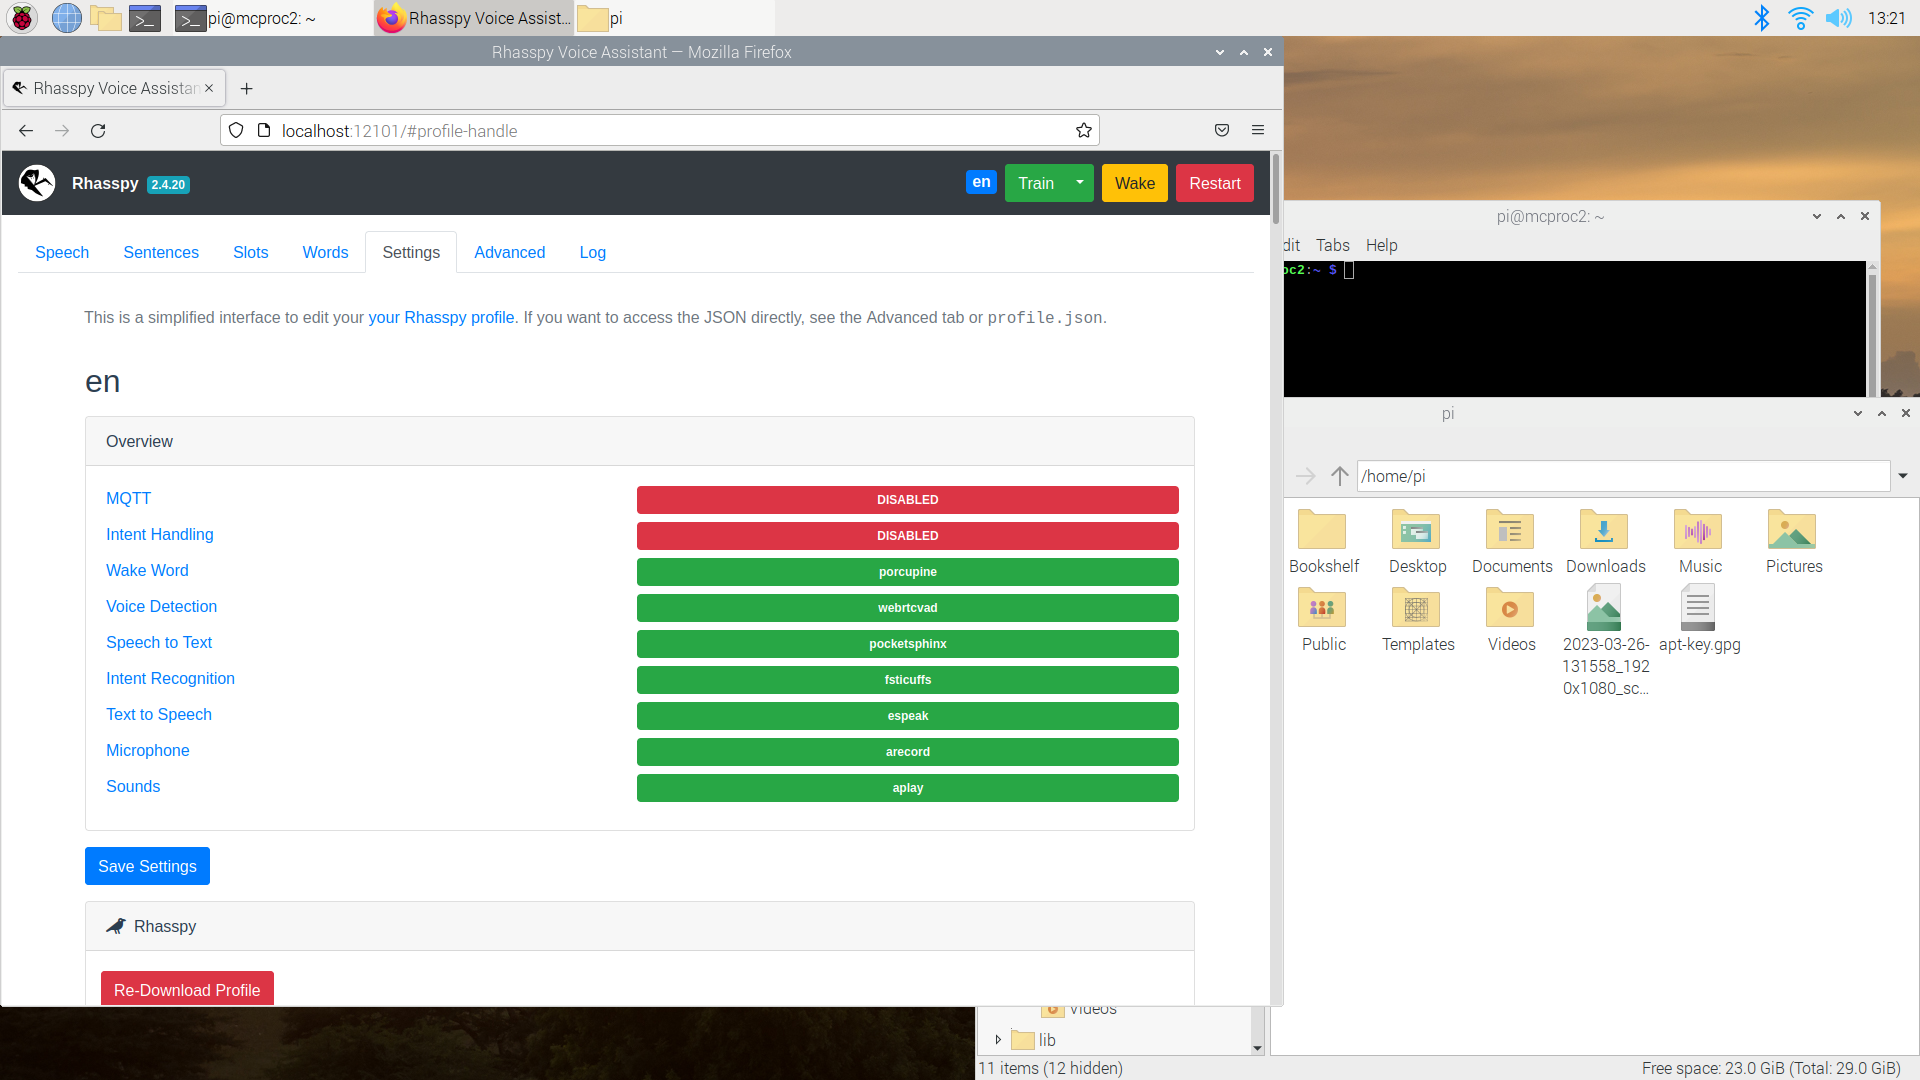 pi@mcproc2: ~
Rhasspy Voice Assist...
pi
13:21
Rhasspy Voice Assistant — Mozilla Firefox
Rhasspy Voice Assistan
localhost:12101/#profile-handle
Rhasspy 2.4.20
en
Train
Wake
Restart
Speech
Sentences
Slots
Words
Settings
Advanced
Log
This is a simplified interface to edit your your Rhasspy profile. If you want to access the JSON directly, see the Advanced tab or profile.json.
en
Overview
MQTT
DISABLED
Intent Handling
DISABLED
Wake Word
porcupine
Voice Detection
webrtcvad
Speech to Text
pocketsphinx
Intent Recognition
fsticuffs
Text to Speech
espeak
Microphone
arecord
Sounds
aplay
Save Settings
Rhasspy
Re-Download Profile
pi@mcproc2: ~
dit Tabs Help
oc2:~ $
pi
/home/pi
Bookshelf
Desktop
Documents
Downloads
Music
Pictures
Public
Templates
Videos
2023-03-26-
131558_192
0x1080_sc...
apt-key.gpg
Videos
lib
11 items (12 hidden)
Free space: 23.0 GiB (Total: 29.0 GiB)